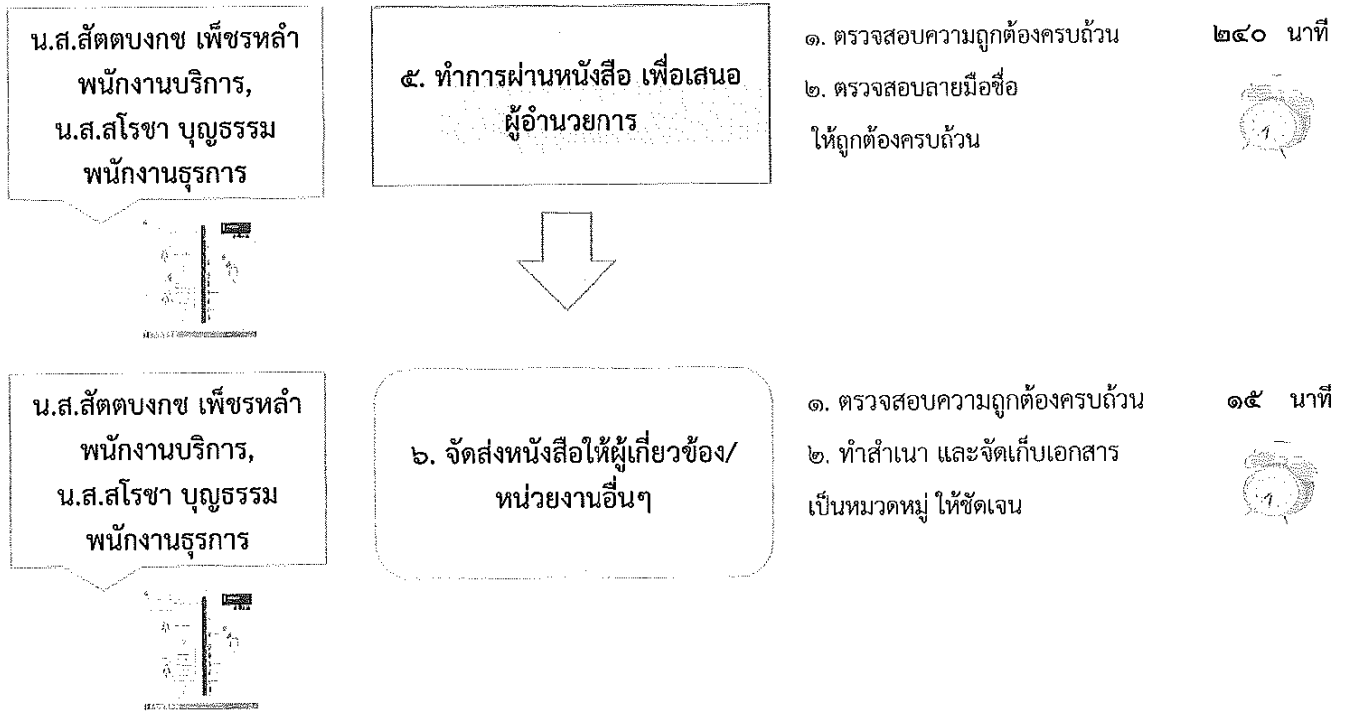 น.ส.สัตตบงกช เพ็ชรหลำ
พนักงานบริการ,
น.ส.สโรชา บุญธรรม
พนักงานธุรการ
๕. ทำการผ่านหนังสือ เพื่อเสนอ
ผู้อำนวยการ
๑. ตรวจสอบความถูกต้องครบถ้วน
๒. ตรวจสอบลายมือชื่อ
ให้ถูกต้องครบถ้วน
๒๔๐ นาที
น.ส.สัตตบงกช เพ็ชรหลำ
พนักงานบริการ,
น.ส.สโรชา บุญธรรม
พนักงานธุรการ
๖. จัดส่งหนังสือให้ผู้เกี่ยวข้อง/
หน่วยงานอื่นๆ
๑. ตรวจสอบความถูกต้องครบถ้วน
๒. ทำสำเนา และจัดเก็บเอกสาร
เป็นหมวดหมู่ ให้ชัดเจน
๑๕ นาที